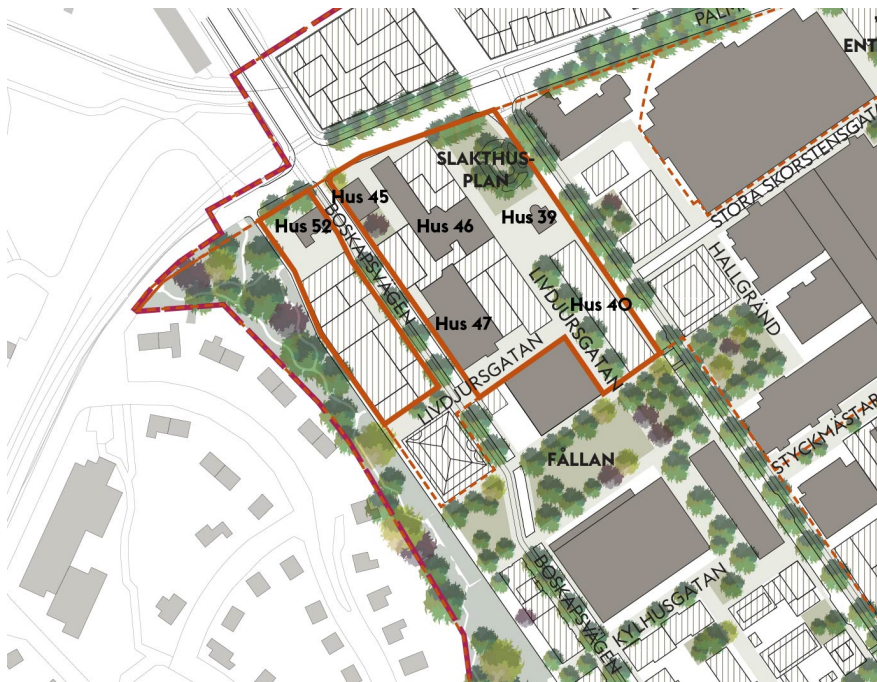 PALM
ENT
SLAKTHUS-
PLAN
STORA SKORSTENSGAT
Hus 45
Hus 52
Hus 46
Hus 39
BOSKAPSVÄGEN
HALLGRÄND
LIVDJURSGATAN
Hus 40
Hus 47
LIVDJURSGATAN
STYCKMÄSTAR
FÅLLAN
BOSKAPSVÄGEN
KYLHUSGATAN